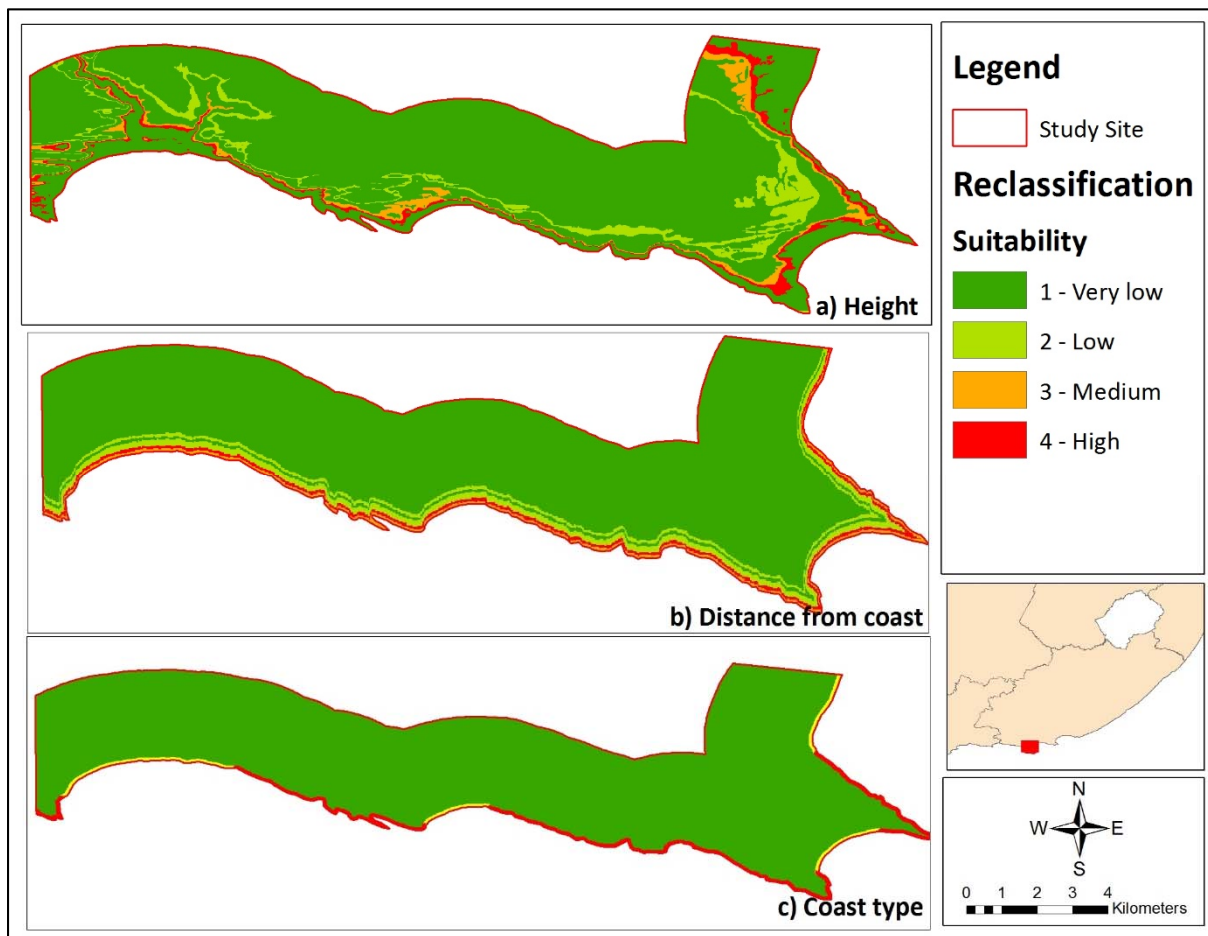 a) Height
b) Distance from coast
c) Coast type
Legend
Study Site
Reclassification
Suitability
1 - Very low
2 - Low
3 - Medium
4 - High
N
W E
S
0 1 2 3 4
Kilometers